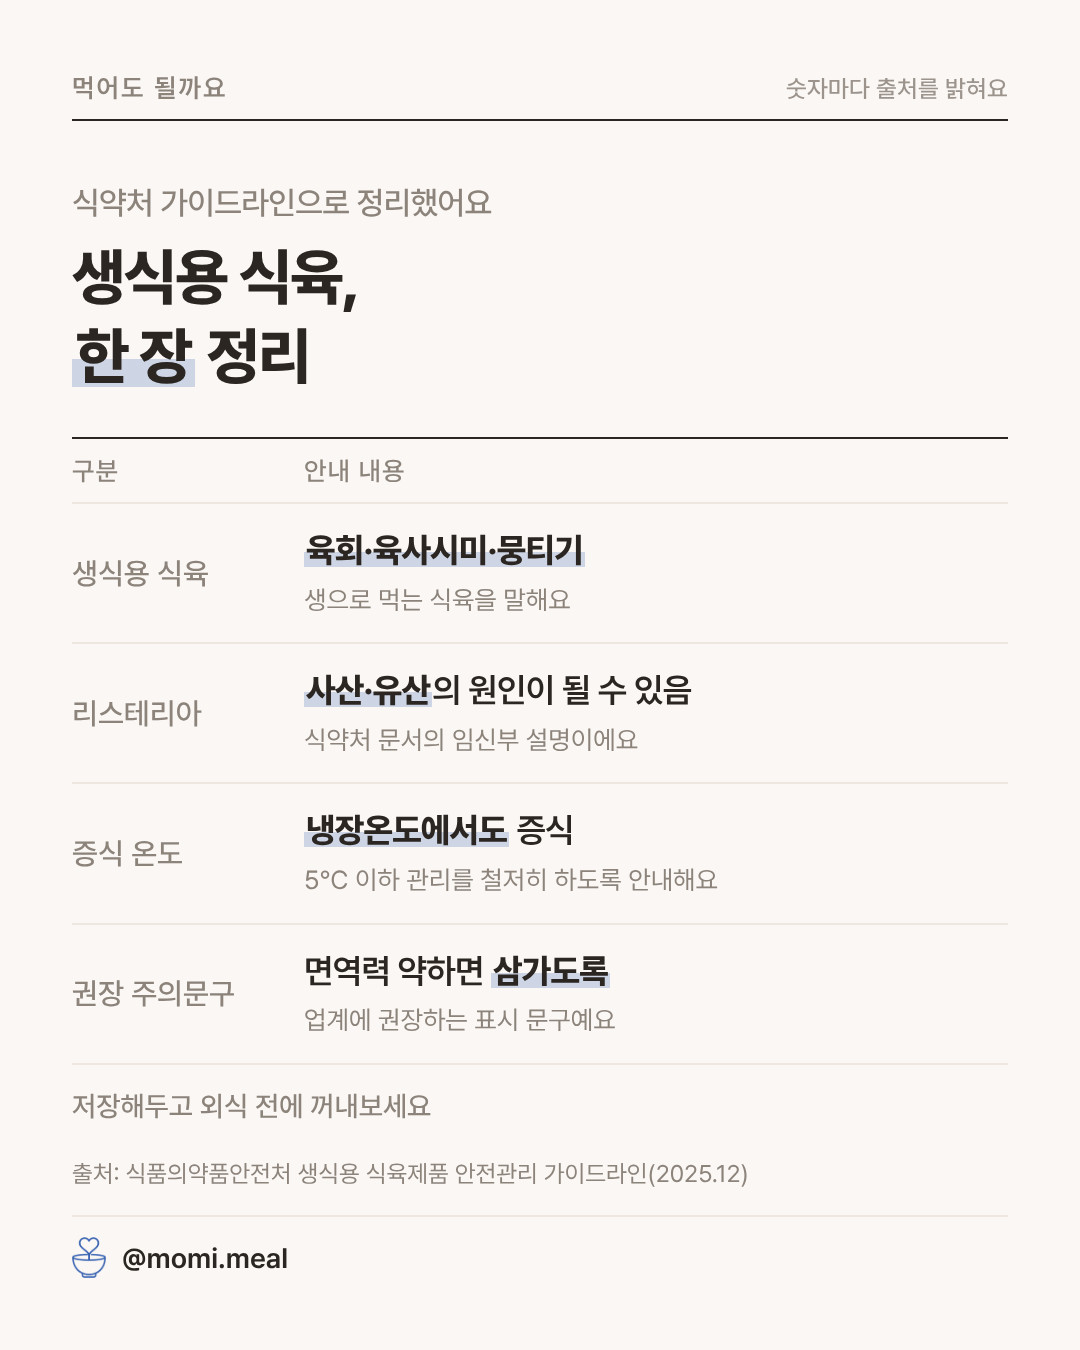 먹어도 될까요
숫자마다 출처를 밝혀요
식약처 가이드라인으로 정리했어요
생식용 식육,
한 장 정리
구분
안내 내용
생식용 식육
육회·육사시미·뭉티기
생으로 먹는 식육을 말해요
리스테리아
사산·유산의 원인이 될 수 있음
식약처 문서의 임신부 설명이에요
증식 온도
냉장온도에서도 증식
5°C 이하 관리를 철저히 하도록 안내해요
권장 주의문구
면역력 약하면 삼가도록
업계에 권장하는 표시 문구예요
저장해두고 외식 전에 꺼내보세요
출처: 식품의약품안전처 생식용 식육제품 안전관리 가이드라인(2025.12)
@momi.meal